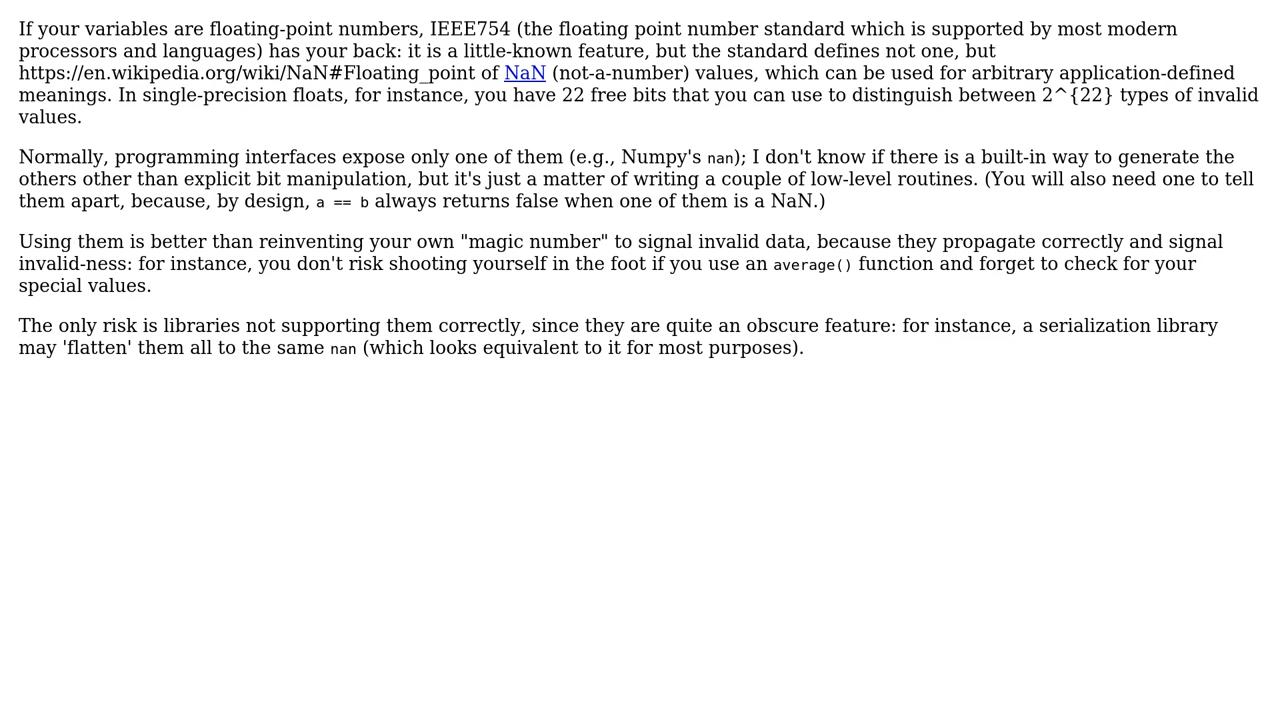 If your variables are floating-point numbers, IEEE754 (the floating point number standard which is supported by most modern
processors and languages) has your back: it is a little-known feature, but the standard defines not one, but
https://en.wikipedia.org/wiki/NaN#Floating_point of NaN (not-a-number) values, which can be used for arbitrary application-defined
meanings. In single-precision floats, for instance, you have 22 free bits that you can use to distinguish between 2^{22} types of invalid
values.
Normally, programming interfaces expose only one of them (e.g., Numpy's nan); I don't know if there is a built-in way to generate the
others other than explicit bit manipulation, but it's just a matter of writing a couple of low-level routines. (You will also need one to tell
them apart, because, by design, a == b always returns false when one of them is a NaN.)
Using them is better than reinventing your own "magic number" to signal invalid data, because they propagate correctly and signal
invalid-ness: for instance, you don't risk shooting yourself in the foot if you use an average() function and forget to check for your
special values.
The only risk is libraries not supporting them correctly, since they are quite an obscure feature: for instance, a serialization library
may 'flatten' them all to the same nan (which looks equivalent to it for most purposes).